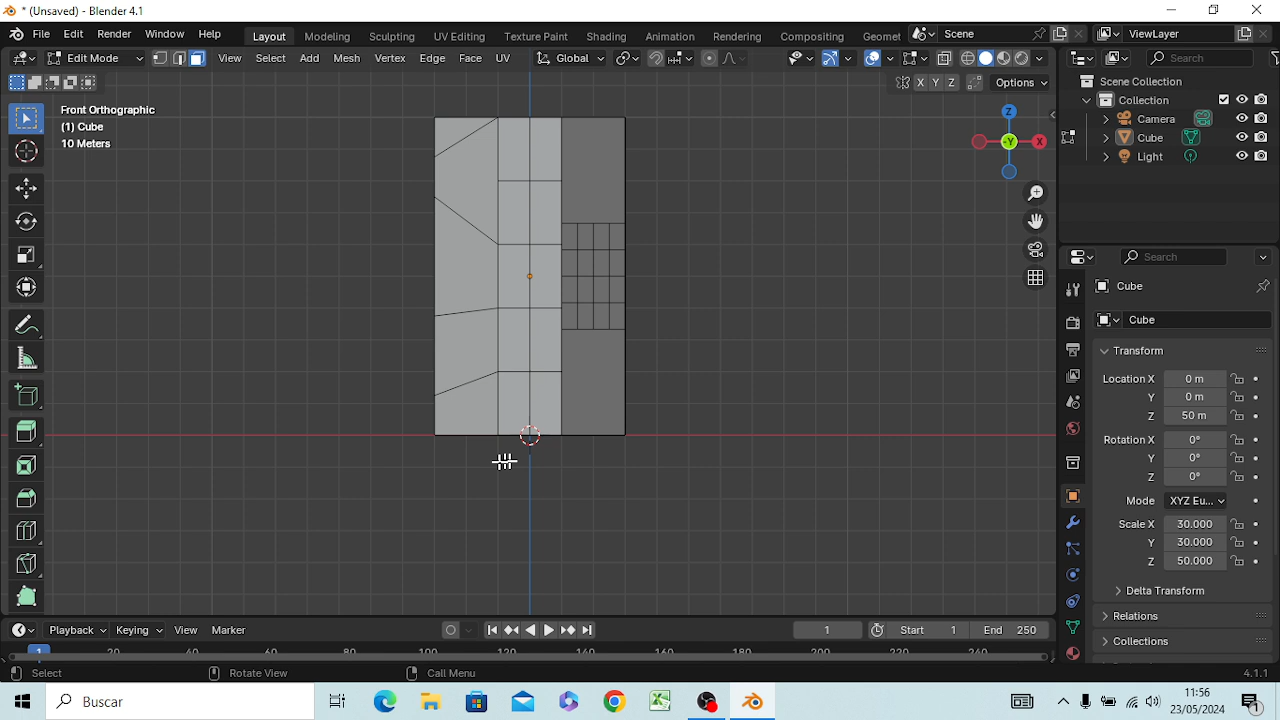 * (Unsaved) - Blender 4.1
File Edit Render Window Help Layout Modeling Sculpting UV Editing Texture Paint Shading Animation Rendering Compositing Geomet Scene ViewLayer
Edit Mode View Select Add Mesh Vertex Edge Face UV Global Search
X Y Z Options
Front Orthographic
(1) Cube
10 Meters
Scene Collection
Collection
Camera
Cube
Light
Z
-Y X
Search
Cube
Cube
Transform
Location X 0 m
Y 0 m
Z 50 m
Rotation X 0°
Y 0°
Z 0°
Mode XYZ Eu...
Scale X 30.000
Y 30.000
Z 50.000
Delta Transform
Relations
Collections
Playback Keying View Marker 1 Start 1 End 250
1 20 40 60 80 100 120 140 160 180 200 220 240
Select Rotate View Call Menu 4.1.1
Buscar
11:56
23/05/2024
1